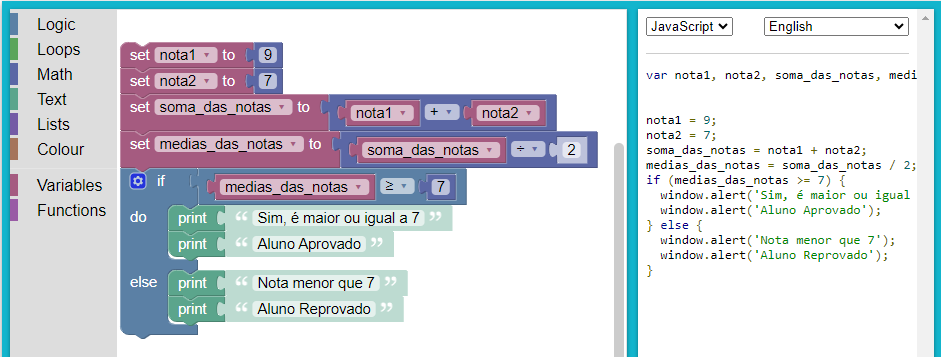 Logic
Loops
Math
Text
Lists
Colour
Variables
Functions
set nota1 to 9
set nota2 to 7
set soma_das_notas to nota1 + nota2
set medias_das_notas to soma_das_notas ÷ 2
if medias_das_notas ≥ 7
do print “ Sim, é maior ou igual a 7 ”
print “ Aluno Aprovado ”
else print “ Nota menor que 7 ”
print “ Aluno Reprovado ”
JavaScript English
var nota1, nota2, soma_das_notas, medi
nota1 = 9;
nota2 = 7;
soma_das_notas = nota1 + nota2;
medias_das_notas = soma_das_notas / 2;
if (medias_das_notas >= 7) {
window.alert('Sim, é maior ou igual
window.alert('Aluno Aprovado');
} else {
window.alert('Nota menor que 7');
window.alert('Aluno Reprovado');
}